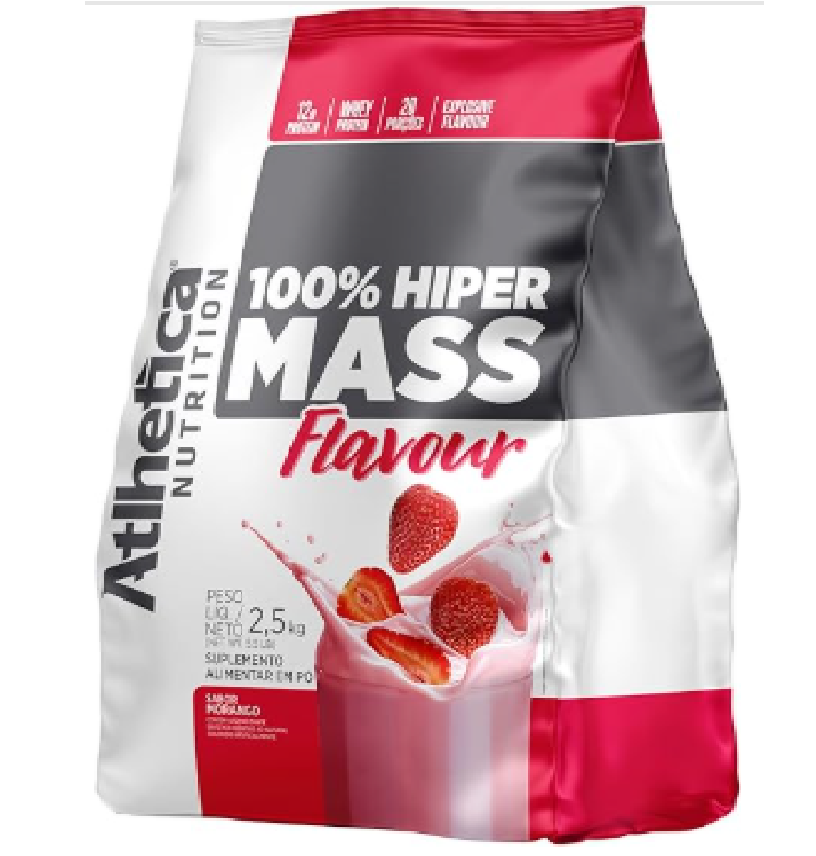 12g
PROTEIN
WHEY
PROTEIN
20
PORÇÕES
EXPLOSIVE
FLAVOUR
Atlhetica®
NUTRITION
100% HIPER
MASS
Flavour
PESO
LIQ /
NETO 2,5kg
SUPLEMENTO
ALIMENTAR EM PÓ
SABOR
MORANGO